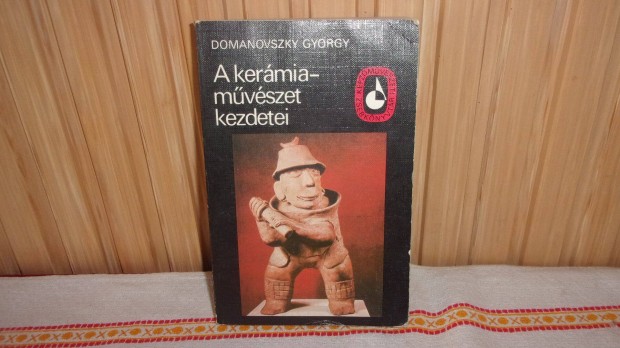 DOMANOVSZKY GYÖRGY
A kerámia–
művészet
kezdetei